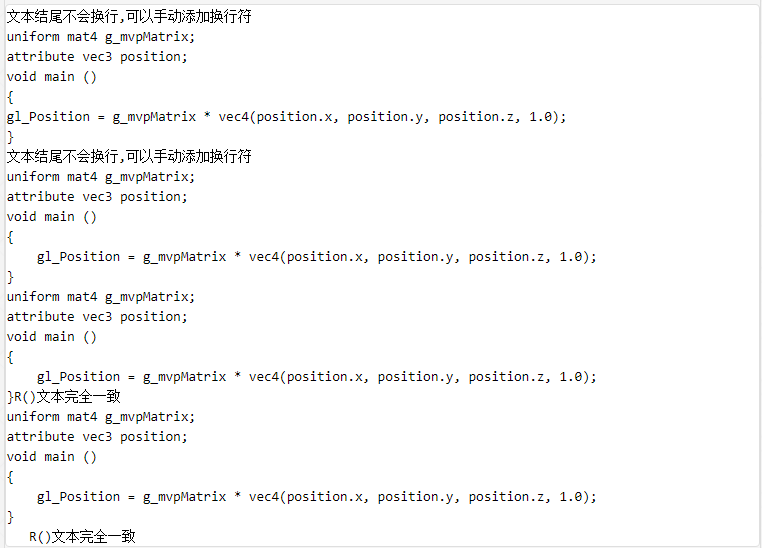 文本结尾不会换行,可以手动添加换行符
uniform mat4 g_mvpMatrix;
attribute vec3 position;
void main ()
{
gl_Position = g_mvpMatrix * vec4(position.x, position.y, position.z, 1.0);
}
文本结尾不会换行,可以手动添加换行符
uniform mat4 g_mvpMatrix;
attribute vec3 position;
void main ()
{
    gl_Position = g_mvpMatrix * vec4(position.x, position.y, position.z, 1.0);
}
uniform mat4 g_mvpMatrix;
attribute vec3 position;
void main ()
{
    gl_Position = g_mvpMatrix * vec4(position.x, position.y, position.z, 1.0);
}R()文本完全一致
uniform mat4 g_mvpMatrix;
attribute vec3 position;
void main ()
{
    gl_Position = g_mvpMatrix * vec4(position.x, position.y, position.z, 1.0);
}
   R()文本完全一致